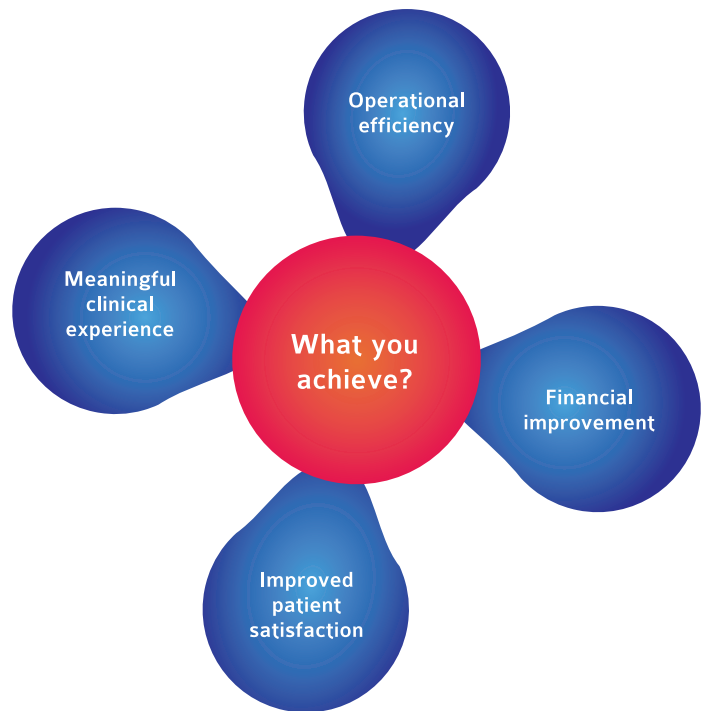 Operational
efficiency
Meaningful
clinical
experience
What you
achieve?
Financial
improvement
Improved
patient
satisfaction